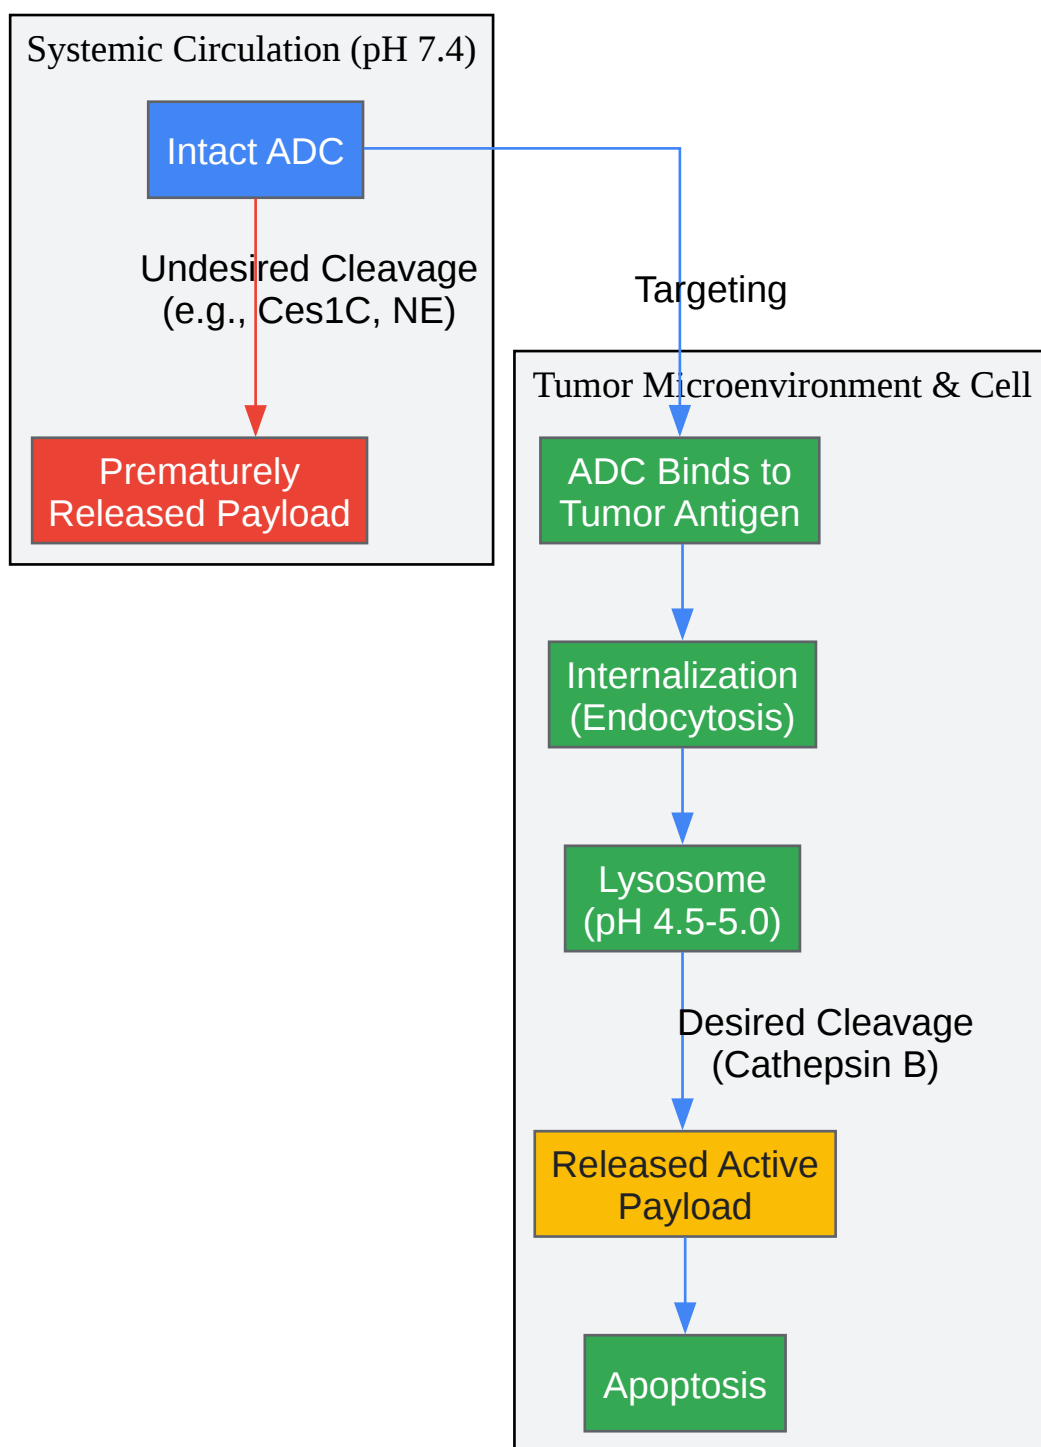 Systemic Circulation (pH 7.4)
Intact ADC
Undesired Cleavage
(e.g., Ces1C, NE)
Prematurely
Released Payload
Targeting
Tumor Microenvironment & Cell
ADC Binds to
Tumor Antigen
Internalization
(Endocytosis)
Lysosome
(pH 4.5-5.0)
Desired Cleavage
(Cathepsin B)
Released Active
Payload
Apoptosis